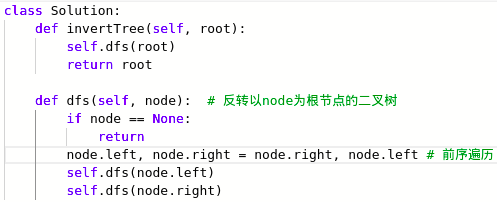 class Solution:
    def invertTree(self, root):
        self.dfs(root)
        return root

    def dfs(self, node):  # 反转以node为根节点的二叉树
        if node == None:
            return
        node.left, node.right = node.right, node.left # 前序遍历
        self.dfs(node.left)
        self.dfs(node.right)